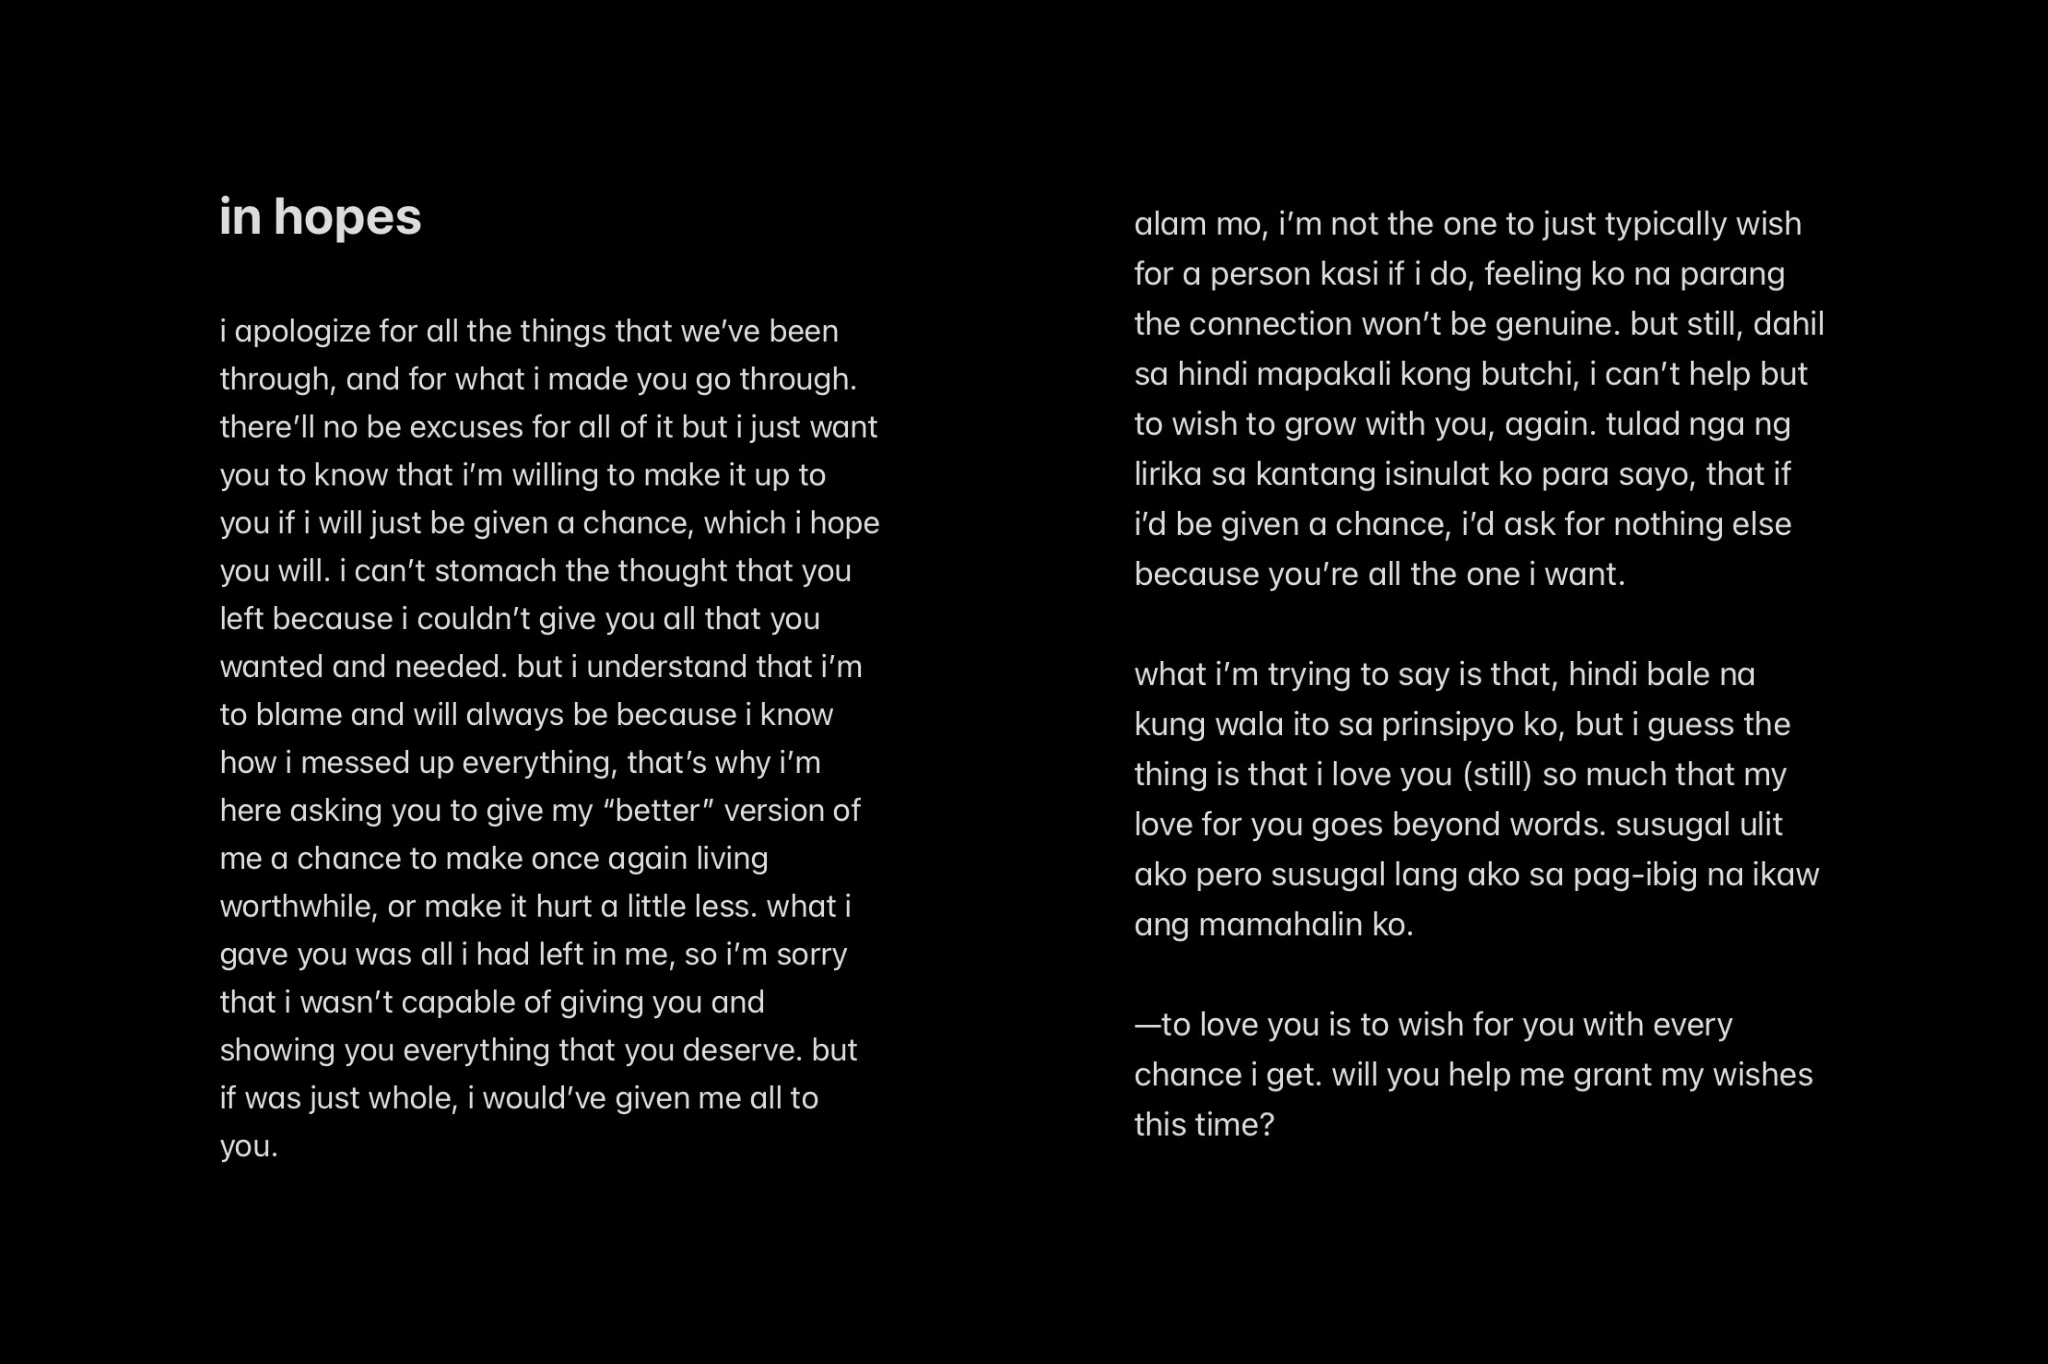 in hopes
i apologize for all the things that we’ve been
through, and for what i made you go through.
there’ll no be excuses for all of it but i just want
you to know that i’m willing to make it up to
you if i will just be given a chance, which i hope
you will. i can’t stomach the thought that you
left because i couldn’t give you all that you
wanted and needed. but i understand that i’m
to blame and will always be because i know
how i messed up everything, that’s why i’m
here asking you to give my “better” version of
me a chance to make once again living
worthwhile, or make it hurt a little less. what i
gave you was all i had left in me, so i’m sorry
that i wasn’t capable of giving you and
showing you everything that you deserve. but
if was just whole, i would’ve given me all to
you.
alam mo, i’m not the one to just typically wish
for a person kasi if i do, feeling ko na parang
the connection won’t be genuine. but still, dahil
sa hindi mapakali kong butchi, i can’t help but
to wish to grow with you, again. tulad nga ng
lirika sa kantang isinulat ko para sayo, that if
i’d be given a chance, i’d ask for nothing else
because you’re all the one i want.
what i’m trying to say is that, hindi bale na
kung wala ito sa prinsipyo ko, but i guess the
thing is that i love you (still) so much that my
love for you goes beyond words. susugal ulit
ako pero susugal lang ako sa pag-ibig na ikaw
ang mamahalin ko.
—to love you is to wish for you with every
chance i get. will you help me grant my wishes
this time?